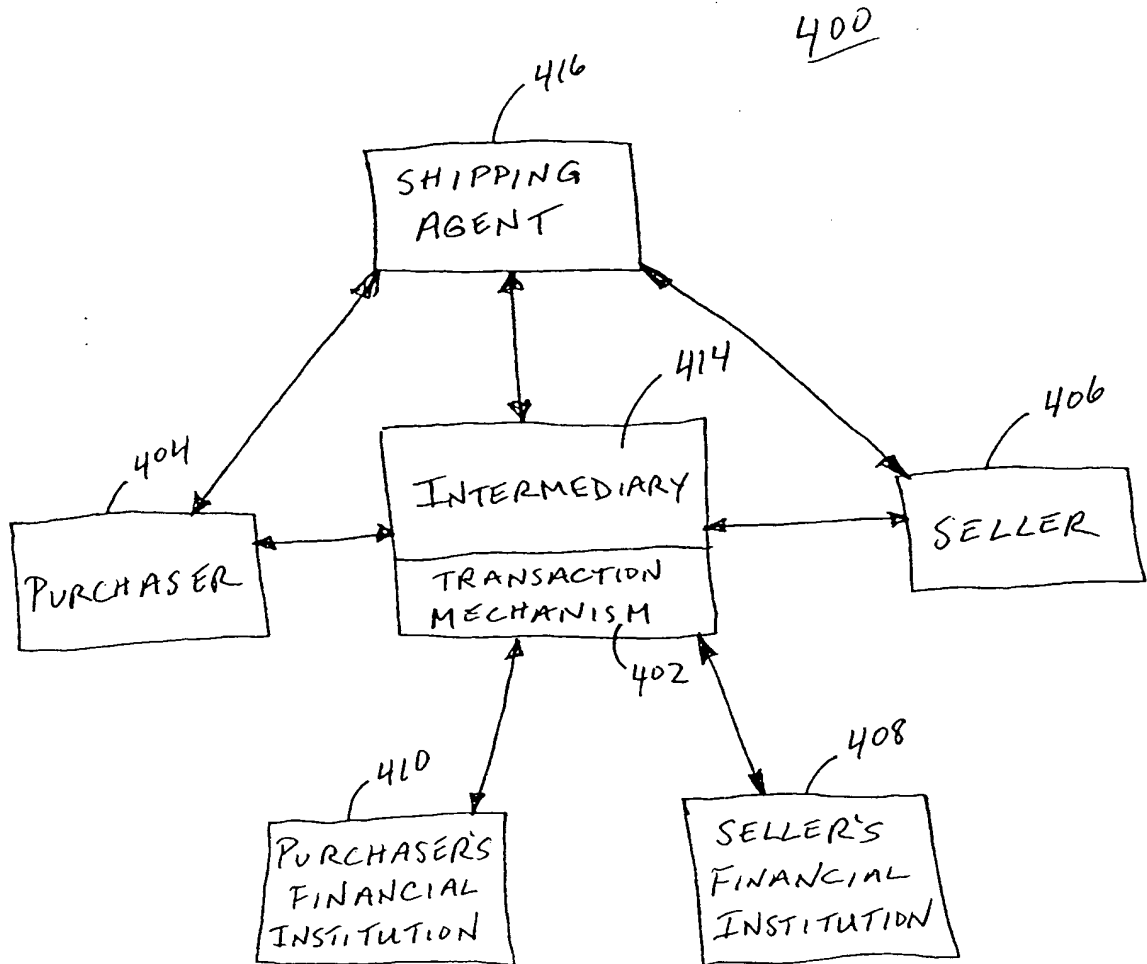 400
416
SHIPPING
AGENT
414
INTERMEDIARY
404
PURCHASER
406
SELLER
TRANSACTION
MECHANISM
402
410
PURCHASER'S
FINANCIAL
INSTITUTION
408
SELLER'S
FINANCIAL
INSTITUTION